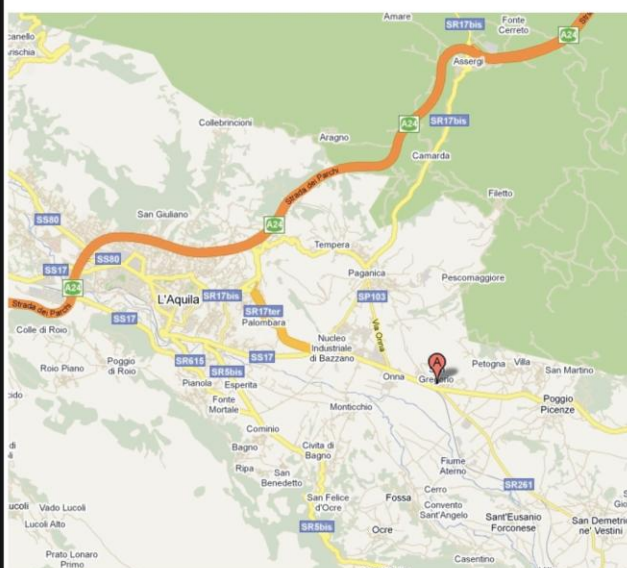 Amare
SR17bis
Fonte
Cerreto
A24
Assergi
SR17bis
A24
Collebrincioni
Aragno
Camarda
Strada dei Parchi
Filetto
SS80
San Giuliano
A24
Tempera
SS17
SS80
Paganica
Pescomaggiore
A24
L'Aquila
SR17bis
SP103
Strada dei Parchi
SS17
SR17ter
Palombara
Via Onna
Colle di Roio
Nucleo
Industriale
di Bazzano
SR615
SS17
A
Petogna
Villa
San Martino
Roio Piano
Poggio
di Roio
SR5bis
Pianola
Esperita
Onna
Fonte
Mortale
Monticchio
Poggio
Picenze
Cominio
Bagno
Civita di
Bagno
Ripa
San
Benedetto
Fiume
Aterno
SR261
Cerro
San Felice
d'Ocre
Fossa
Convento
Sant'Angelo
Vado Lucoli
Lucoli Alto
SR5bis
Ocre
Sant'Eusanio
Forconese
San Demetrio
ne' Vestini
Prato Lonaro
Primo
Casentino